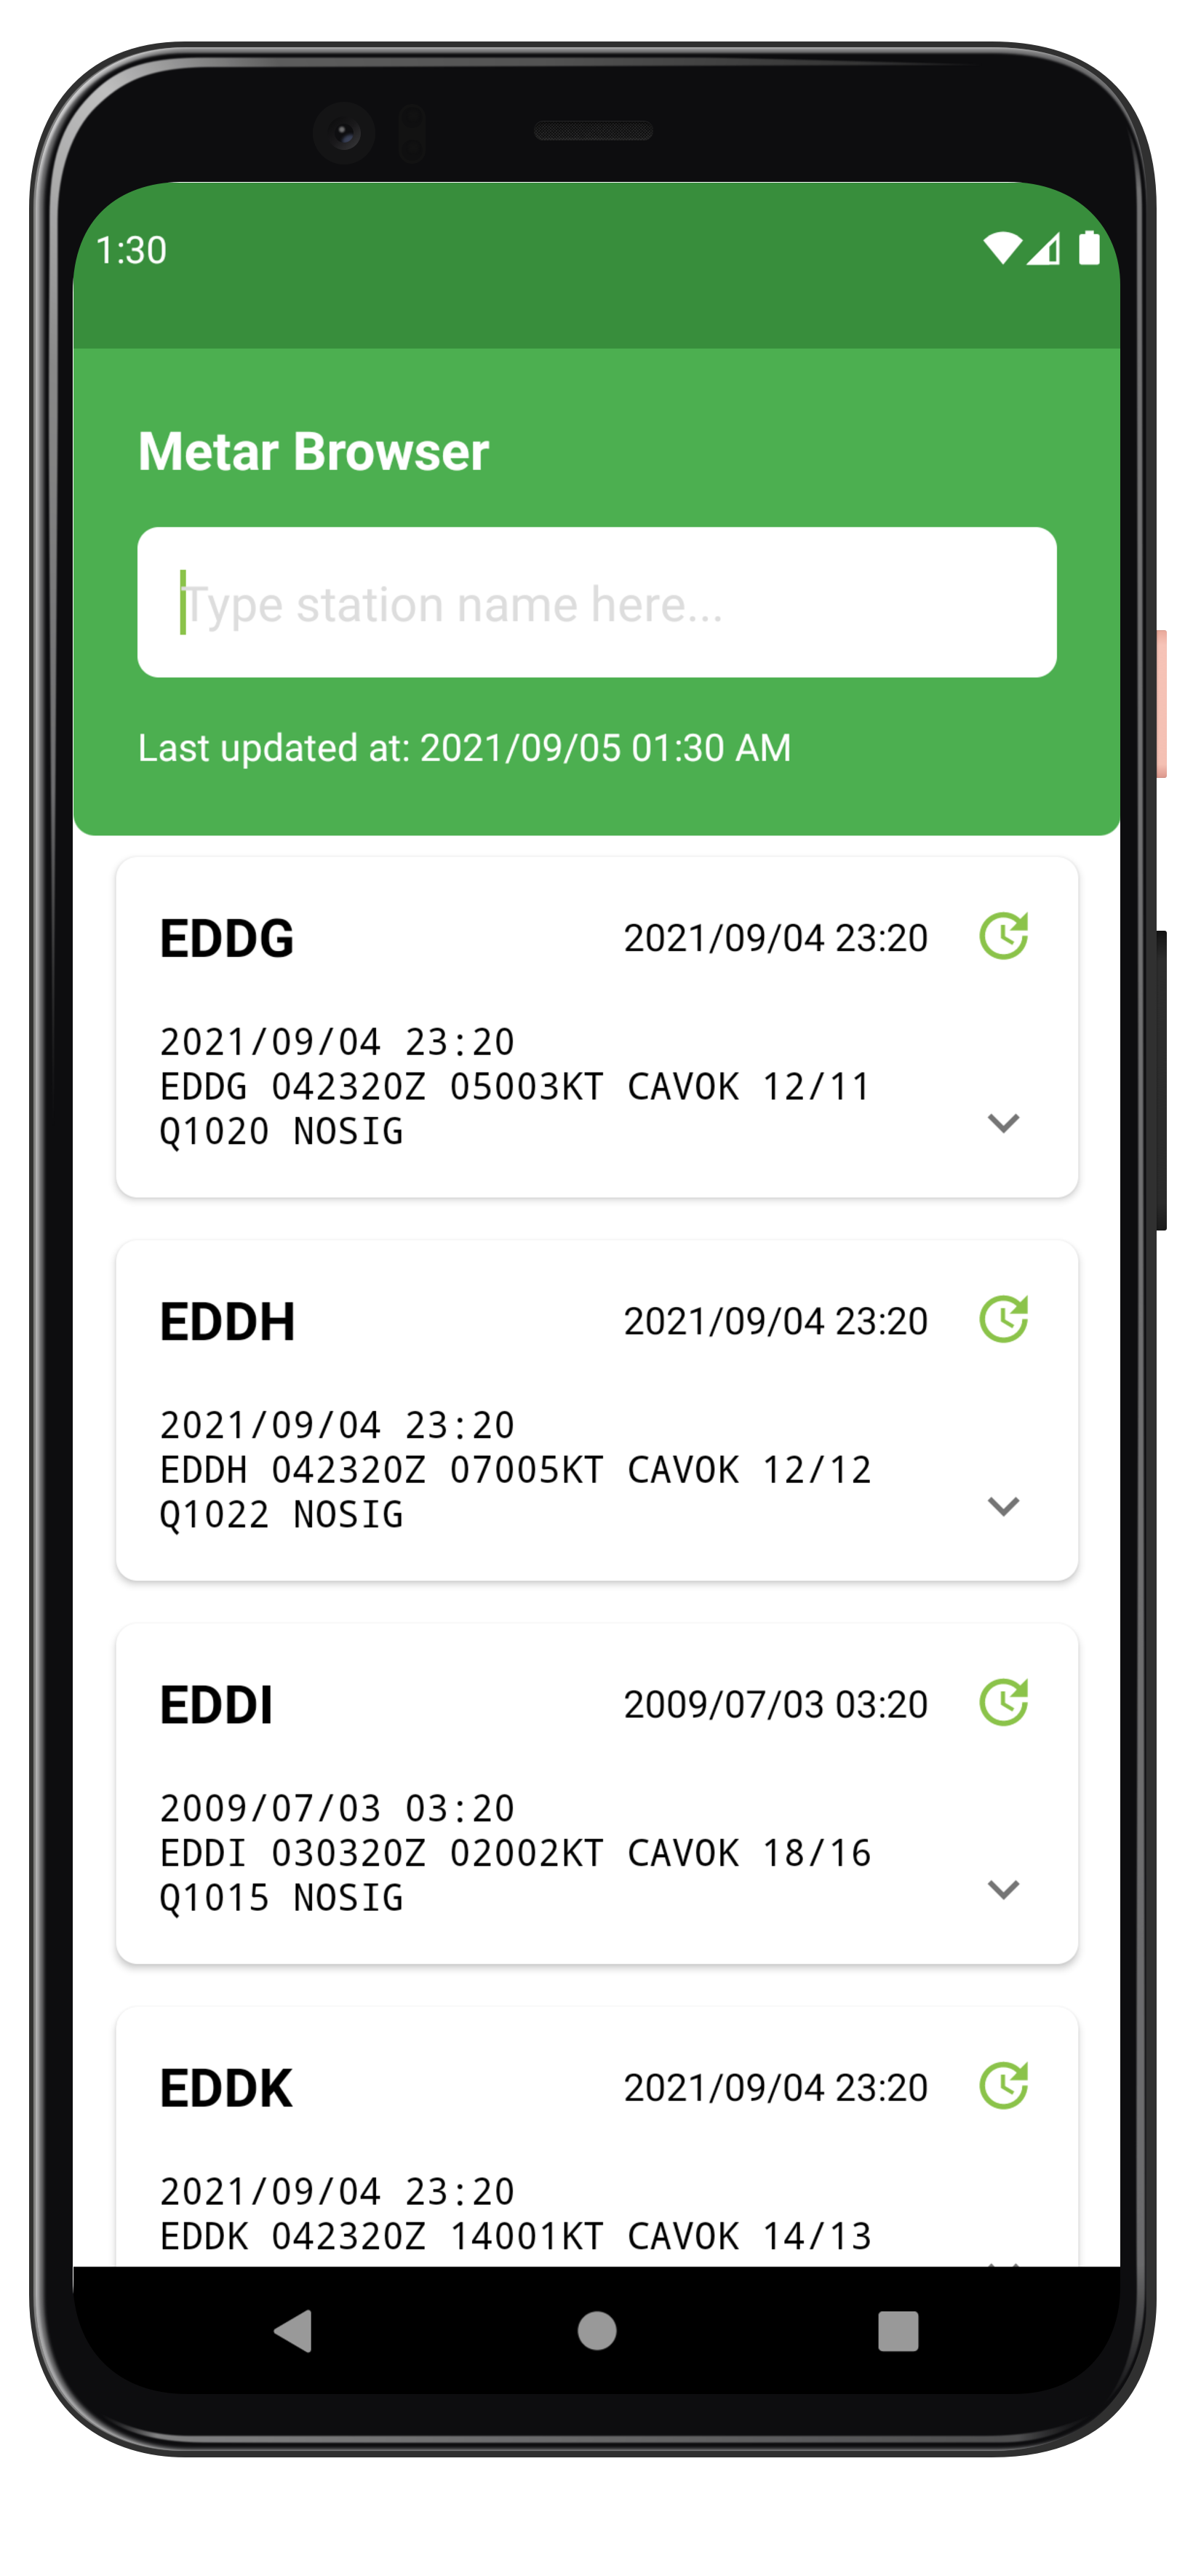 1:30
Metar Browser
Type station name here...
Last updated at: 2021/09/05 01:30 AM
EDDG 2021/09/04 23:20
2021/09/04 23:20
EDDG 042320Z 05003KT CAVOK 12/11
Q1020 NOSIG
EDDH 2021/09/04 23:20
2021/09/04 23:20
EDDH 042320Z 07005KT CAVOK 12/12
Q1022 NOSIG
EDDI 2009/07/03 03:20
2009/07/03 03:20
EDDI 030320Z 02002KT CAVOK 18/16
Q1015 NOSIG
EDDK 2021/09/04 23:20
2021/09/04 23:20
EDDK 042320Z 14001KT CAVOK 14/13